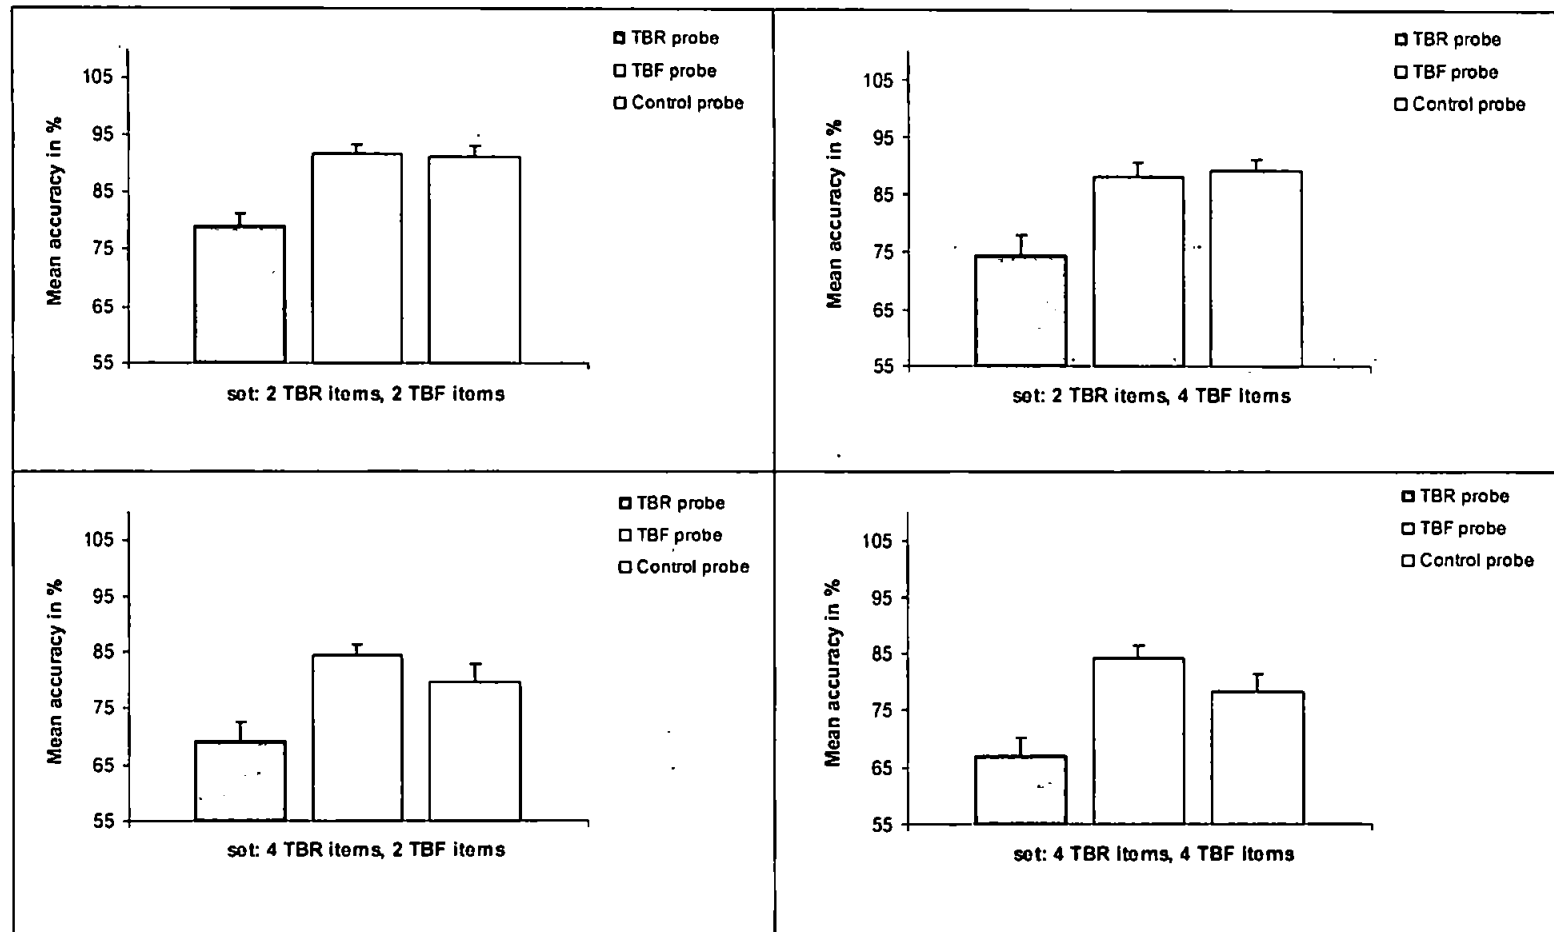 TBR probe
TBF probe
Control probe
105
95
85
75
65
55
Mean accuracy in %
set: 2 TBR items, 2 TBF items
TBR probe
TBF probe
Control probe
105
95
85
75
65
55
Mean accuracy in %
set: 2 TBR items, 4 TBF items
TBR probe
TBF probe
Control probe
105
95
85
75
65
55
Mean accuracy in %
set: 4 TBR items, 2 TBF items
TBR probe
TBF probe
Control probe
105
95
85
75
65
55
Mean accuracy in %
set: 4 TBR items, 4 TBF items